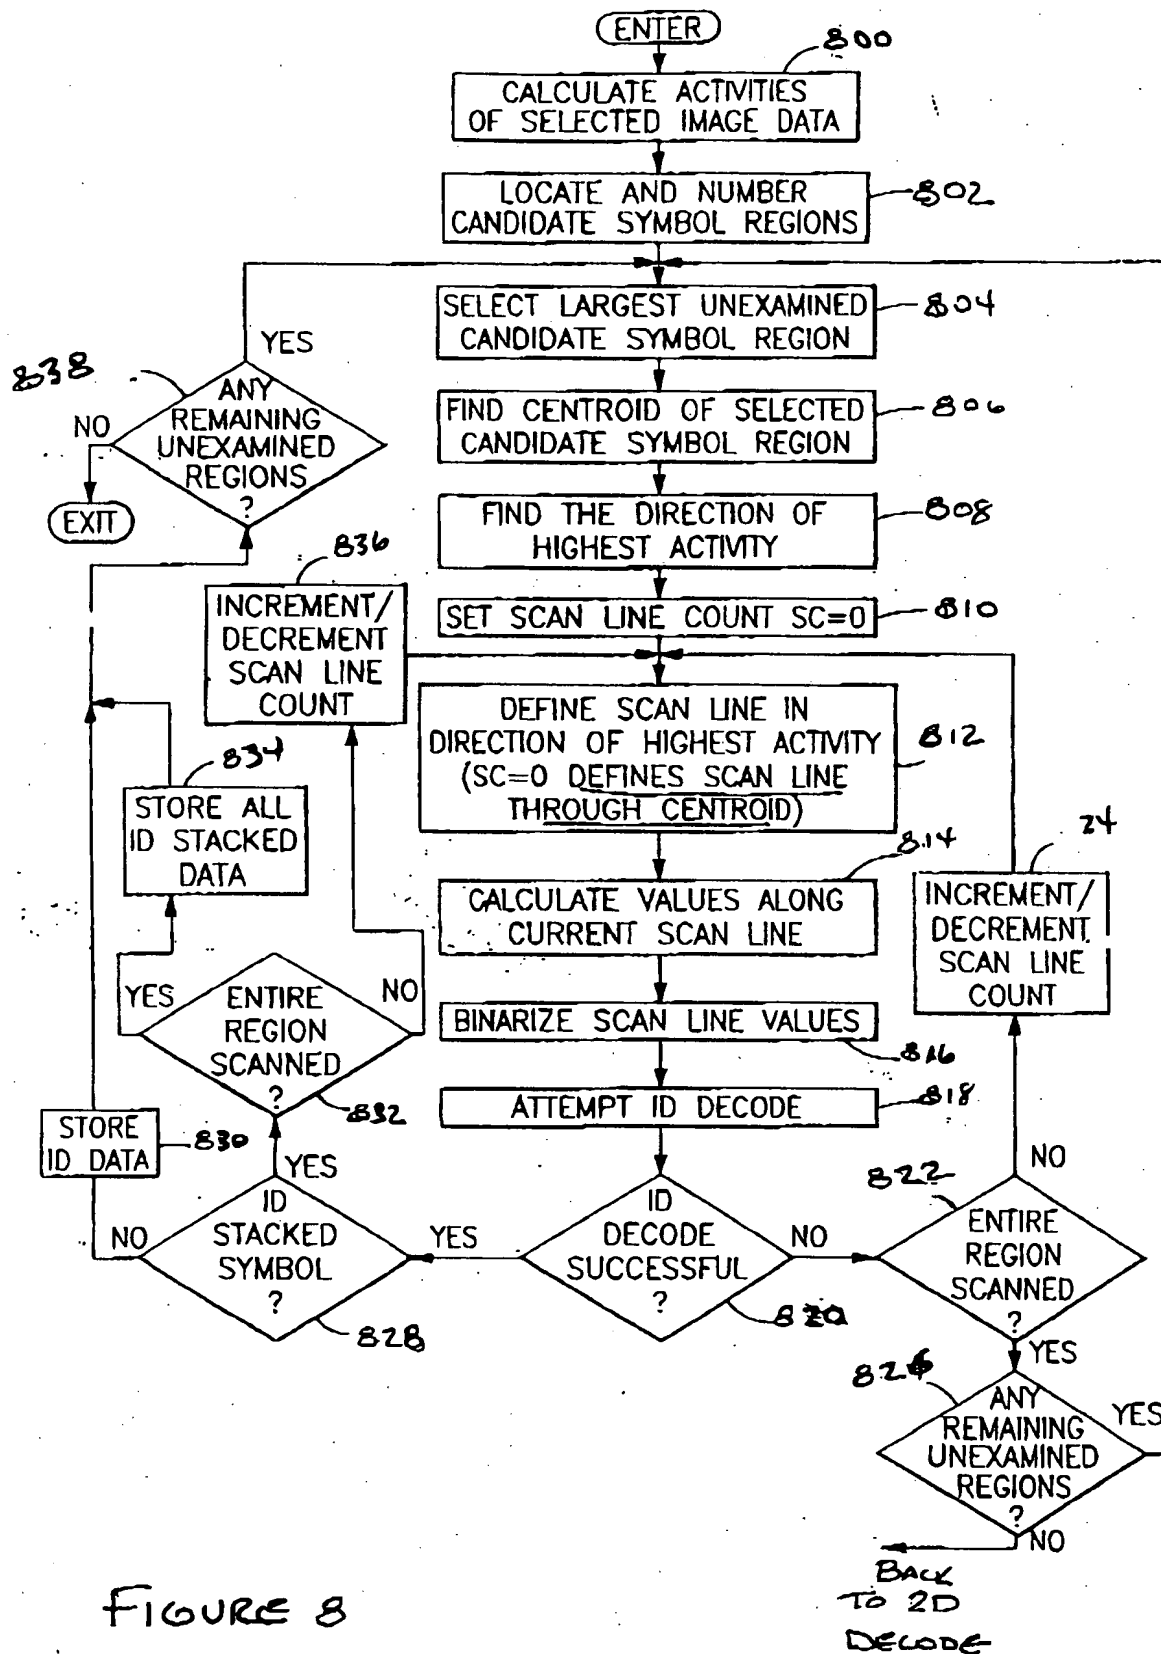 ENTER
800
CALCULATE ACTIVITIES
OF SELECTED IMAGE DATA
LOCATE AND NUMBER
CANDIDATE SYMBOL REGIONS
802
SELECT LARGEST UNEXAMINED
CANDIDATE SYMBOL REGION
804
YES
838
ANY
REMAINING
UNEXAMINED
REGIONS
?
NO
EXIT
FIND CENTROID OF SELECTED
CANDIDATE SYMBOL REGION
806
FIND THE DIRECTION OF
HIGHEST ACTIVITY
808
836
INCREMENT/
DECREMENT
SCAN LINE
COUNT
SET SCAN LINE COUNT SC=0
810
DEFINE SCAN LINE IN
DIRECTION OF HIGHEST ACTIVITY
(SC=0 DEFINES SCAN LINE
THROUGH CENTROID)
812
834
STORE ALL
ID STACKED
DATA
814
CALCULATE VALUES ALONG
CURRENT SCAN LINE
24
INCREMENT/
DECREMENT
SCAN LINE
COUNT
YES
ENTIRE
REGION
SCANNED
?
NO
832
BINARIZE SCAN LINE VALUES
816
ATTEMPT ID DECODE
818
STORE
ID DATA
830
YES
NO
ID
STACKED
SYMBOL
?
828
YES
ID
DECODE
SUCCESSFUL
?
820
NO
822
NO
ENTIRE
REGION
SCANNED
?
YES
826
ANY
REMAINING
UNEXAMINED
REGIONS
?
YES
NO
BACK
TO 2D
DECODE
FIGURE 8